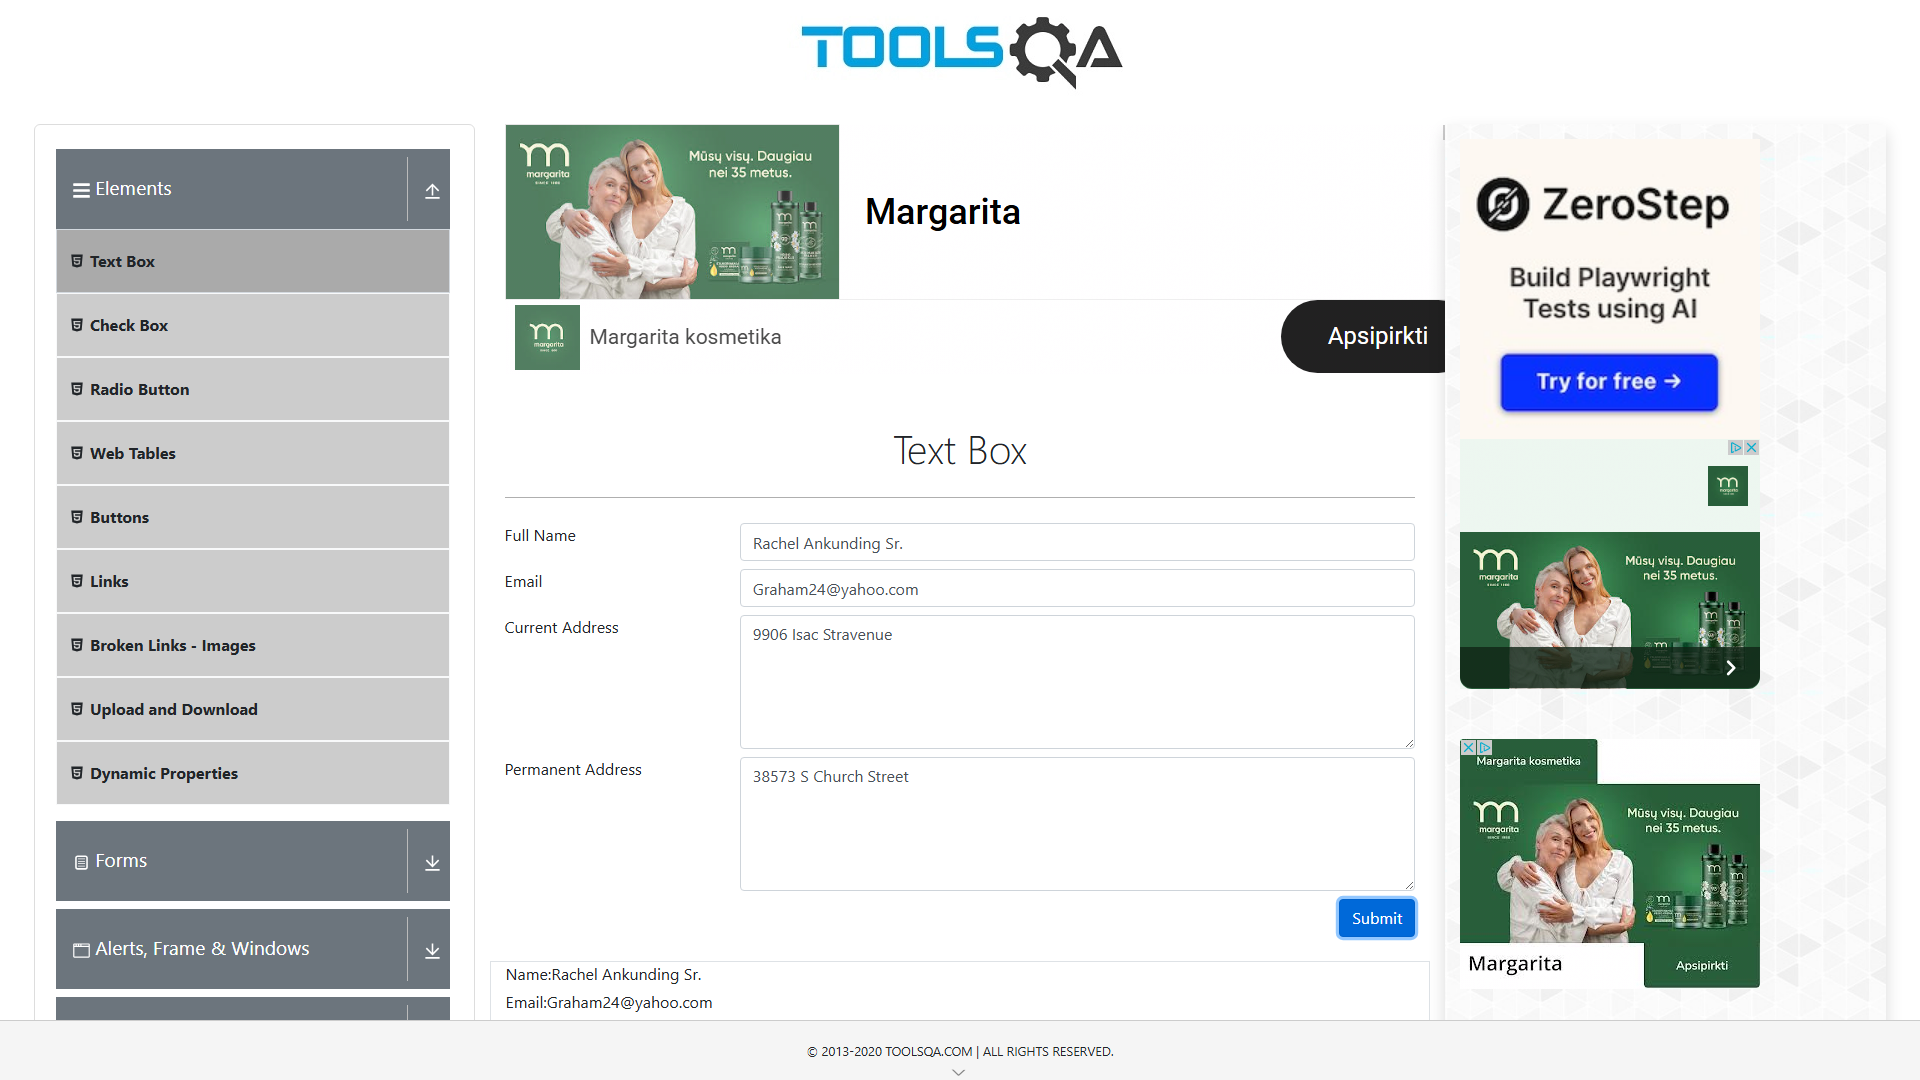 TOOLSQA
Elements
Text Box
Check Box
Radio Button
Web Tables
Buttons
Links
Broken Links - Images
Upload and Download
Dynamic Properties
Forms
Alerts, Frame & Windows
margarita
SINCE 1988
Mūsų visų. Daugiau
nei 35 metus.
Margarita
margarita
Margarita kosmetika
Apsipirkti
Text Box
Full Name
Rachel Ankunding Sr.
Email
Graham24@yahoo.com
Current Address
9906 Isac Stravenue
Permanent Address
38573 S Church Street
Submit
Name:Rachel Ankunding Sr.
Email:Graham24@yahoo.com
ZeroStep
Build Playwright
Tests using AI
Try for free →
margarita
margarita
Mūsų visų. Daugiau
nei 35 metus.
Margarita kosmetika
margarita
Mūsų visų. Daugiau
nei 35 metus.
Margarita
Apsipirkti
© 2013-2020 TOOLSQA.COM | ALL RIGHTS RESERVED.